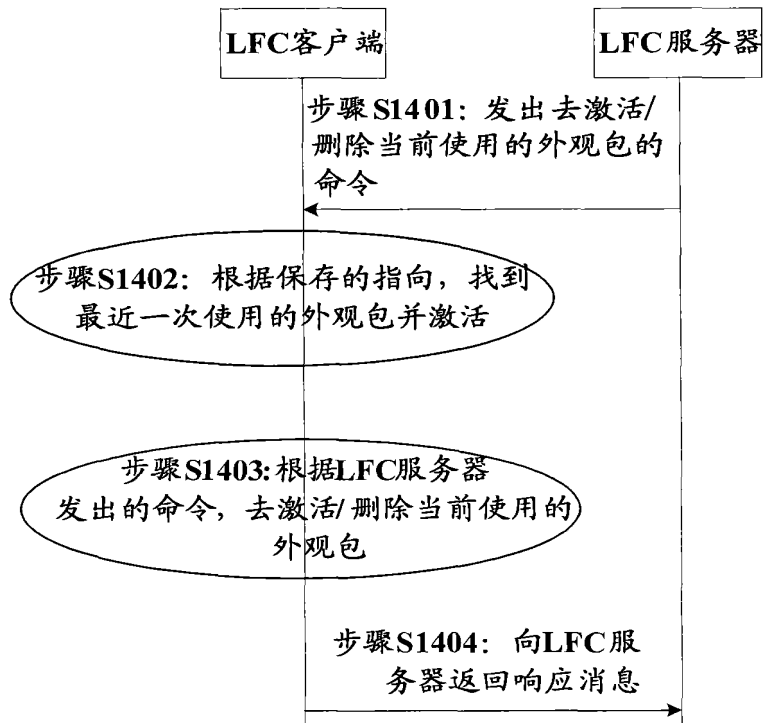 LFC客户端
LFC服务器
步骤S1401：发出去激活/
删除当前使用的外观包的
命令
步骤S1402：根据保存的指向，找到
最近一次使用的外观包并激活
步骤S1403:根据LFC服务器
发出的命令，去激活/删除当前使用的
外观包
步骤S1404：向LFC服
务器返回响应消息